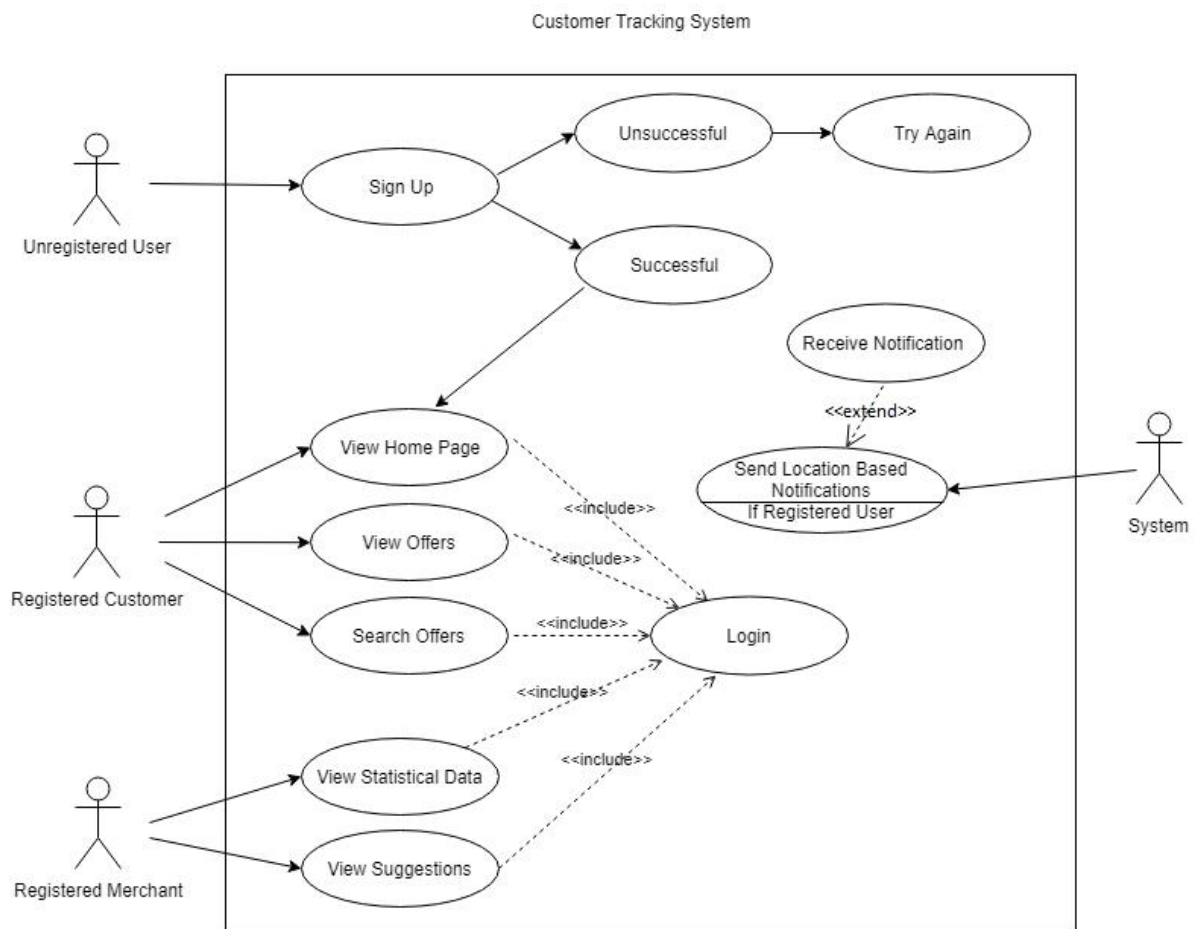 Customer Tracking System
Unsuccessful
Try Again
Sign Up
Unregistered User
Successful
Receive Notification
<<extend>>
View Home Page
Send Location Based
Notifications
If Registered User
<<include>>
System
View Offers
<<include>>
Registered Customer
Search Offers
<<include>>
Login
<<include>>
<<include>>
View Statistical Data
View Suggestions
Registered Merchant